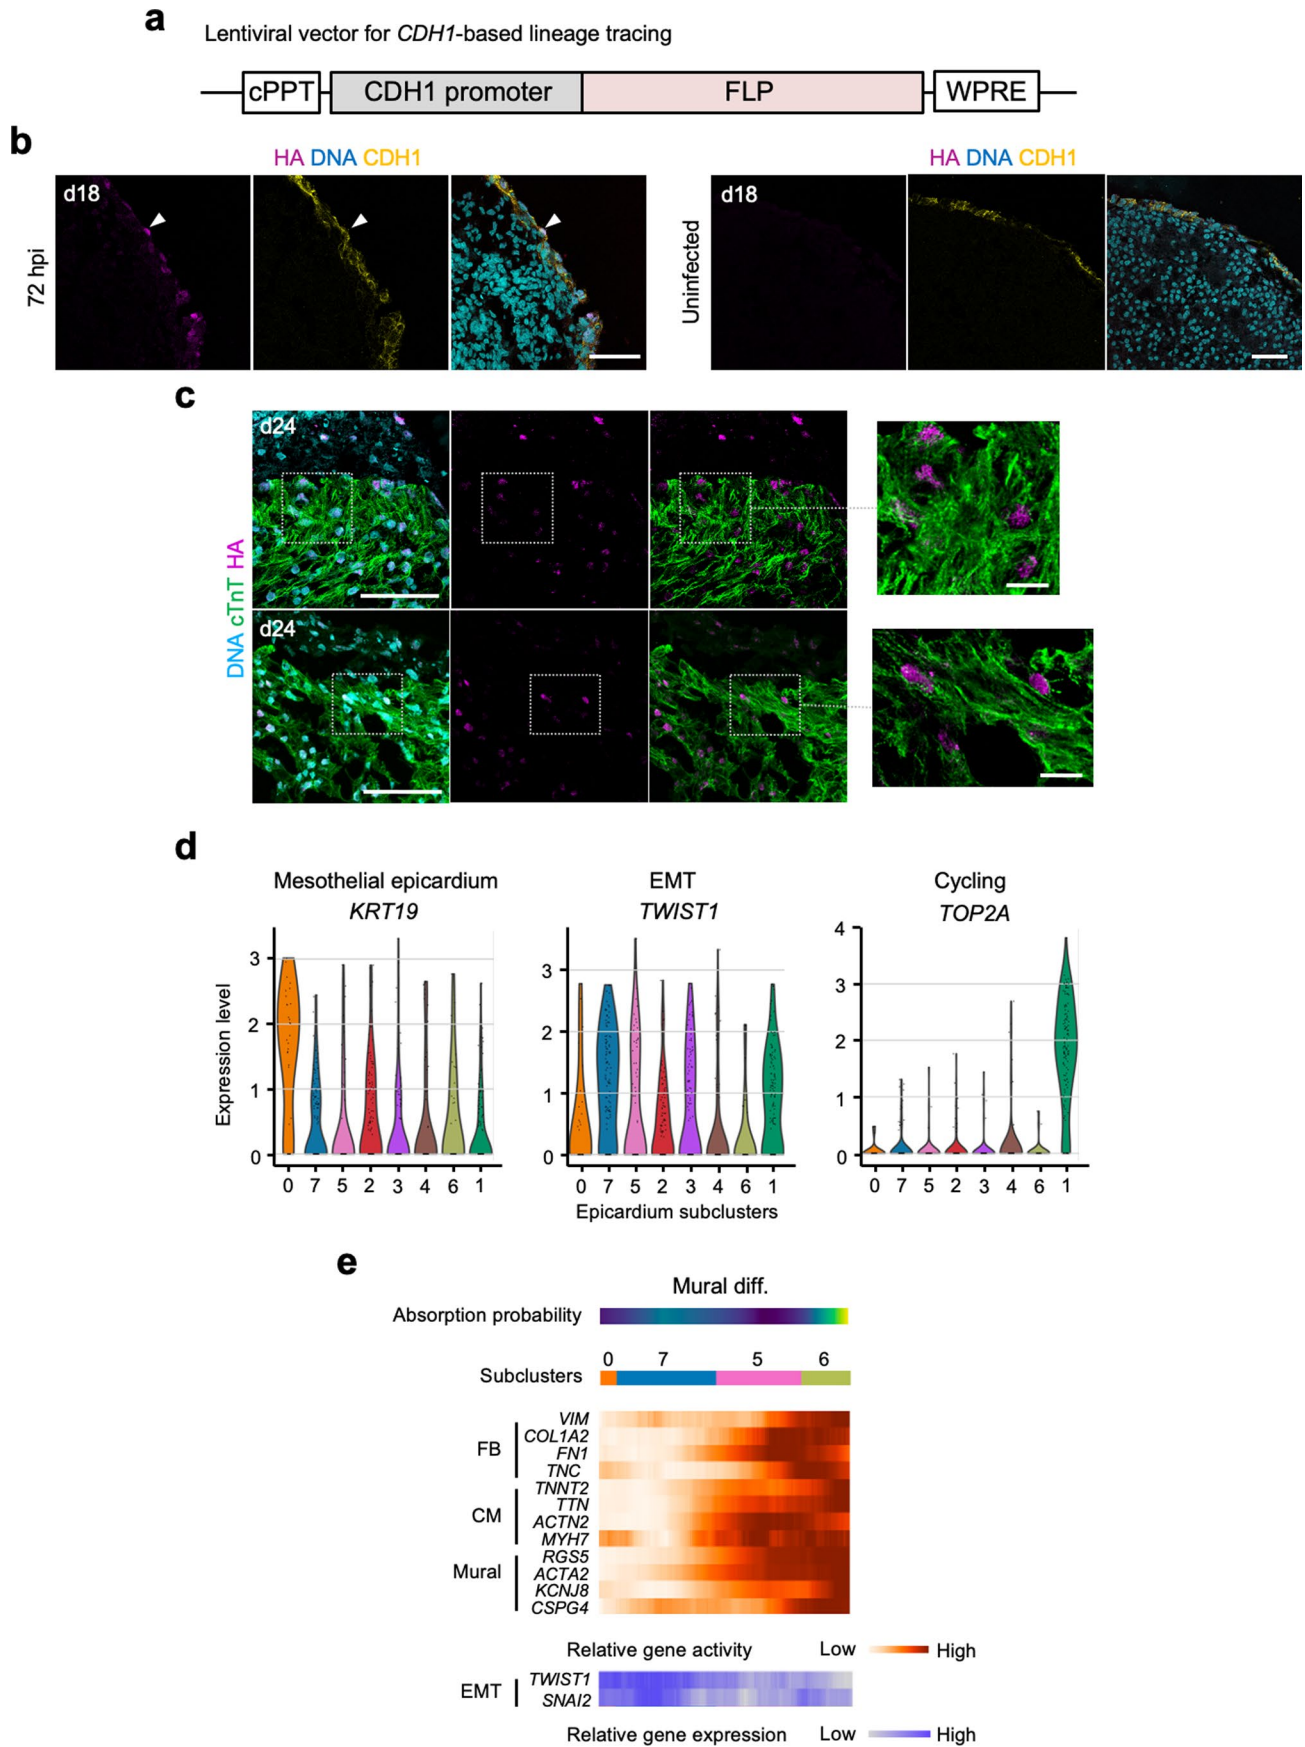 a
Lentiviral vector for CDH1-based lineage tracing
cPPT CDH1 promoter FLP WPRE
b
HA DNA CDH1
HA DNA CDH1
72 hpi
d18
Uninfected
d18
c
DNA cTnT HA
d24
d24
d
Mesothelial epicardium
KRT19
EMT
TWIST1
Cycling
TOP2A
Expression level
3
2
1
0
0 7 5 2 3 4 6 1
3
2
1
0
0 7 5 2 3 4 6 1
4
3
2
1
0
0 7 5 2 3 4 6 1
Epicardium subclusters
e
Mural diff.
Absorption probability
0 7 5 6
Subclusters
FB
VIM
COL1A2
FN1
TNC
CM
TNNT2
TTN
ACTN2
MYH7
Mural
RGS5
ACTA2
KCNJ8
CSPG4
Relative gene activity Low High
EMT
TWIST1
SNAI2
Relative gene expression Low High